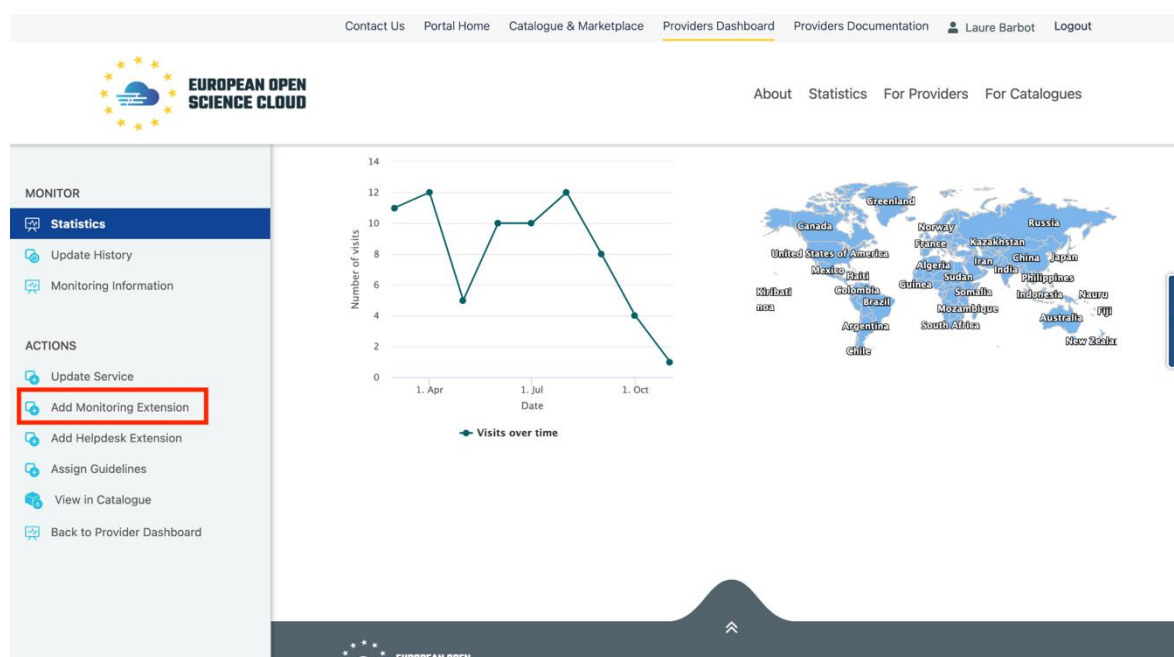 Contact Us Portal Home Catalogue & Marketplace Providers Dashboard Providers Documentation Laure Barbot Logout
EUROPEAN OPEN
SCIENCE CLOUD
About Statistics For Providers For Catalogues
MONITOR
Statistics
Update History
Monitoring Information
ACTIONS
Update Service
Add Monitoring Extension
Add Helpdesk Extension
Assign Guidelines
View in Catalogue
Back to Provider Dashboard
14
12
10
8
6
4
2
0
Number of visits
1. Apr 1. Jul 1. Oct
Date
Visits over time
Greenland
Canada Norway Russia
France Kazakhstan
United States of America Iran China Japan
Mexico Haiti Algeria Sudan India Philippines
Kiribati Colombia Guinea Somalia Indonesia Nauru
moa Brazil Mozambique Fiji
Argentina South Africa Australia
Chile New Zealan
EUROPEAN OPEN